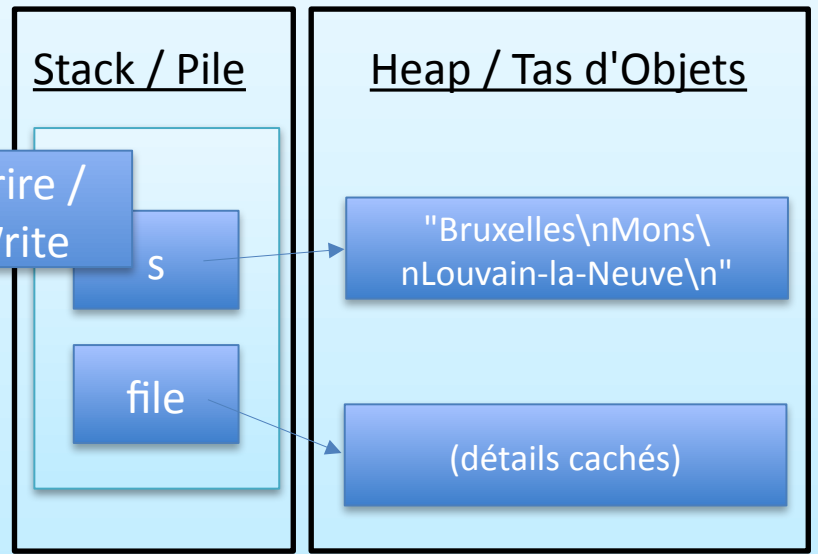 Stack / Pile
Heap / Tas d'Objets
rire /
rite
s
"Bruxelles\nMons\
nLouvain-la-Neuve\n"
file
(détails cachés)